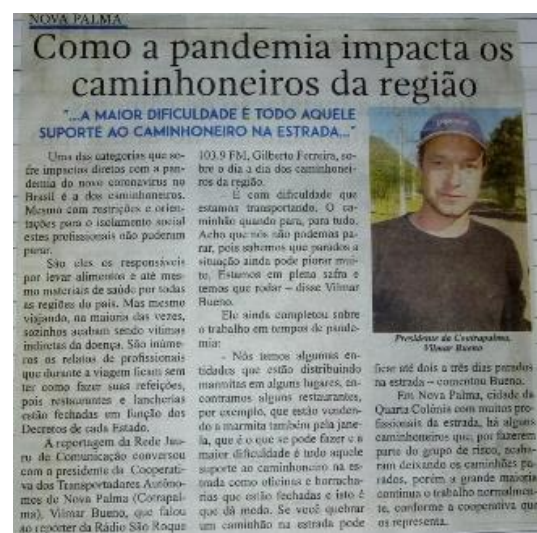 NOVA PALMA
Como a pandemia impacta os
caminhoneiros da região
"...A MAIOR DIFICULDADE É TODO AQUELE
SUPORTE AO CAMINHONEIRO NA ESTRADA..."
Uma das categorias que so-
fre impactos diretos com a pan-
demia do novo coronavírus no
Brasil é a dos caminhoneiros.
Mesmo com restrições e orien-
tações para o isolamento social
estes profissionais não puderam
parar.
São eles os responsáveis
por levar alimentos e até mes-
mo materiais de saúde por todas
as regiões do país. Mas mesmo
viajando, na maioria das vezes,
sozinhos acabam sendo vítimas
indiretas da doença. São inúme-
ros os relatos de profissionais
que durante a viagem ficam sem
ter como fazer suas refeições,
pois restaurantes e lancherias
estão fechadas em função dos
Decretos de cada Estado.
A reportagem da Rede Jau-
ru de Comunicação conversou
com o presidente da Cooperati-
va dos Transportadores Autôno-
mos de Nova Palma (Cotrapal-
ma), Vilmar Bueno, que falou
ao repórter da Rádio São Roque
103.9 FM, Gilberto Ferreira, so-
bre o dia a dia dos caminhonei-
ros da região.
- É com dificuldade que
estamos transportando. O ca-
minhão quando para, para tudo.
Acho que nós não podemos pa-
rar, pois sabemos que parados a
situação ainda pode piorar mui-
to. Estamos em plena safra e
temos que rodar – disse Vilmar
Bueno.
Ele ainda completou sobre
o trabalho em tempos de pande-
mia:
- Nós temos algumas en-
tidades que estão distribuindo
marmitas em alguns lugares, en-
contramos alguns restaurantes,
por exemplo, que estão venden-
do a marmita também pela jane-
la, que é o que se pode fazer e a
maior dificuldade é todo aquele
suporte ao caminhoneiro na es-
trada como oficinas e borracha-
rias que estão fechadas e isto é
que dá medo. Se você quebrar
um caminhão na estrada pode
Presidente da Cootrapalma,
Vilmar Bueno
ficar até dois a três dias parados
na estrada – comentou Bueno.
Em Nova Palma, cidade da
Quarta Colônia com muitos pro-
fissionais da estrada, há alguns
caminhoneiros que, por fazerem
parte do grupo de risco, acaba-
ram deixando os caminhões pa-
rados, porém a grande maioria
continua o trabalho normalmen-
te, conforme a cooperativa que
os representa.